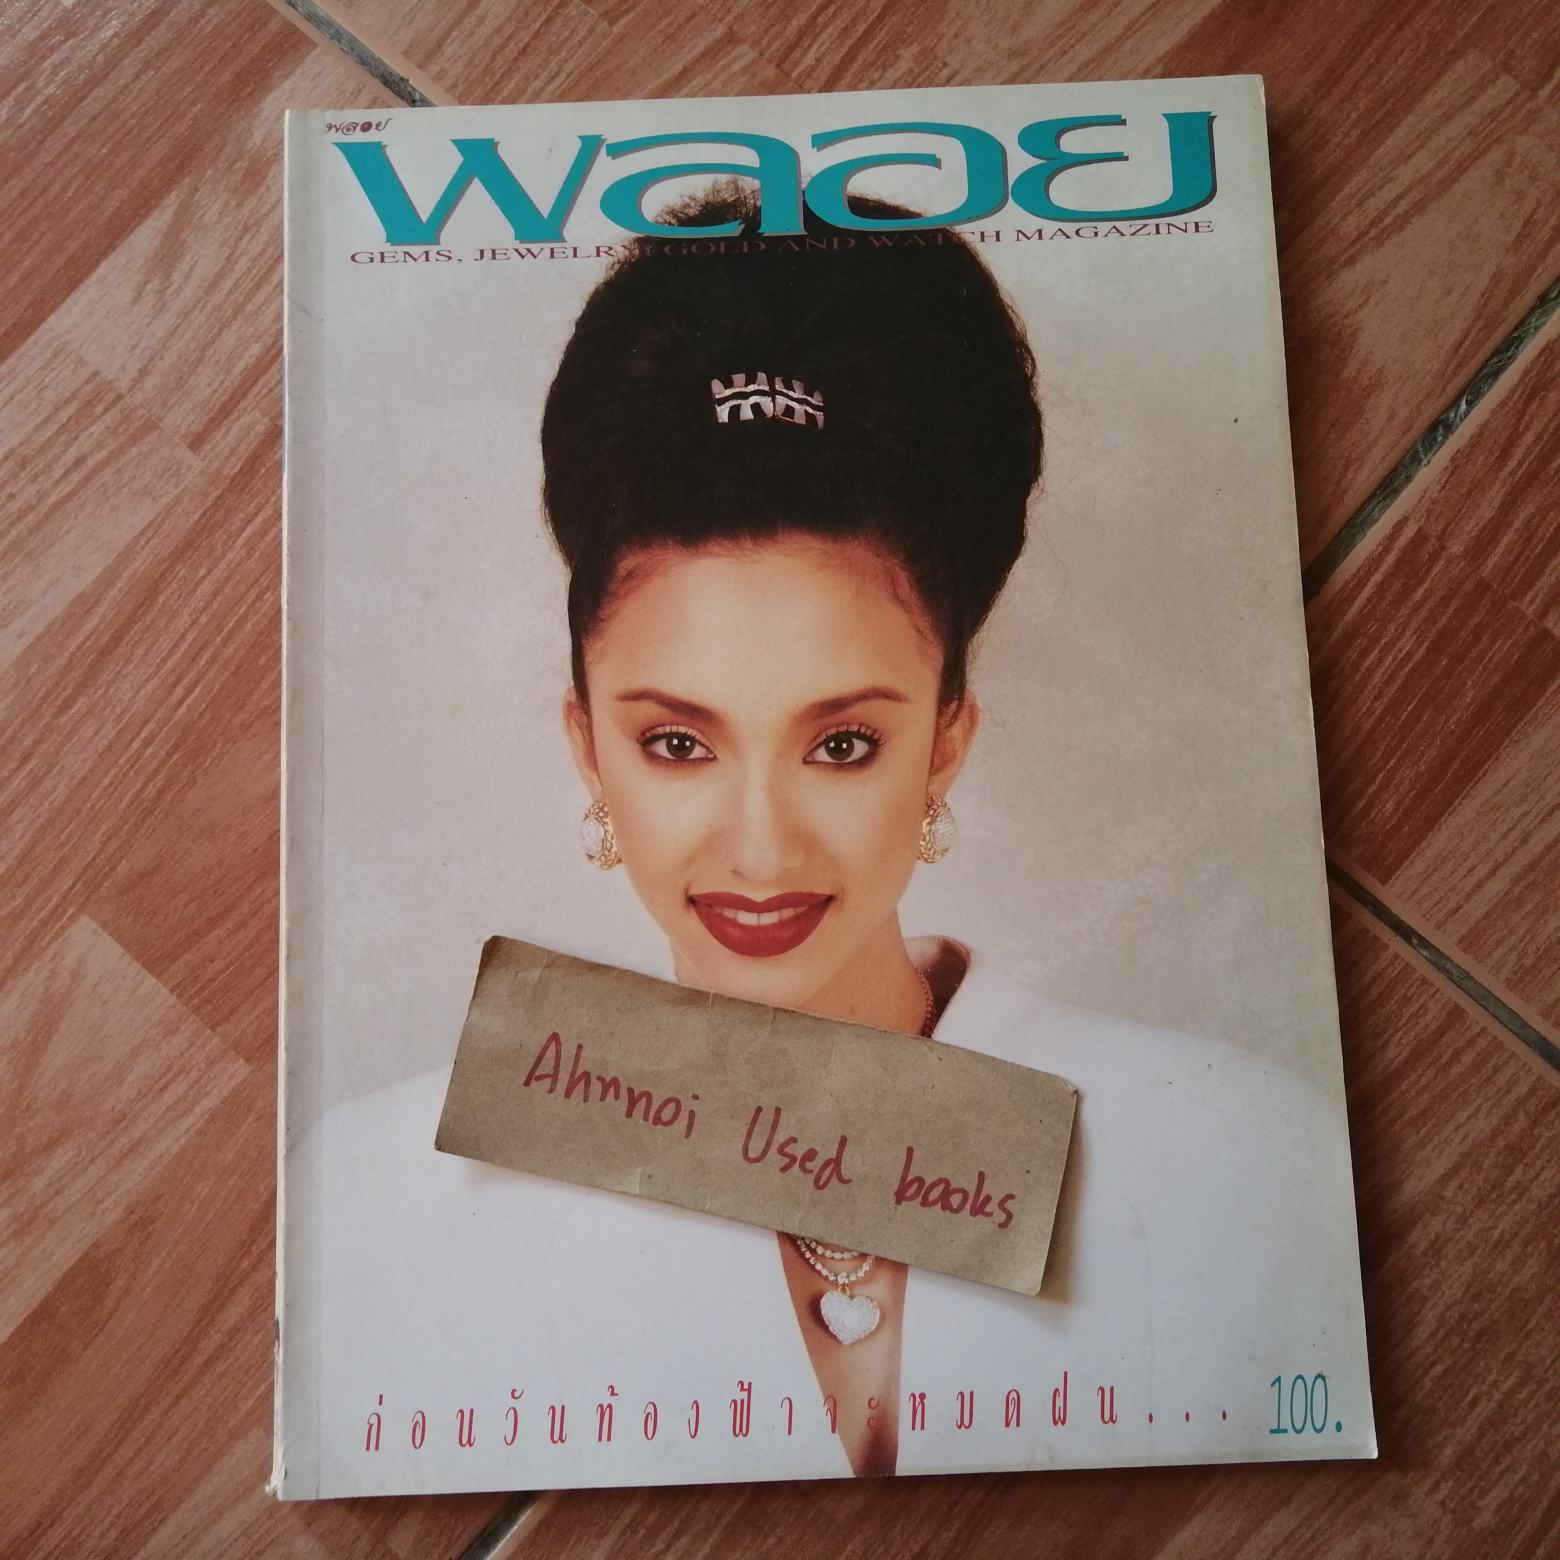 พลอย
พลอย
GEMS, JEWELRY, GOLD AND WATCH MAGAZINE
Ahnnoi Used books
ก่อนวันท้องฟ้าจะหมดฝน... 100.